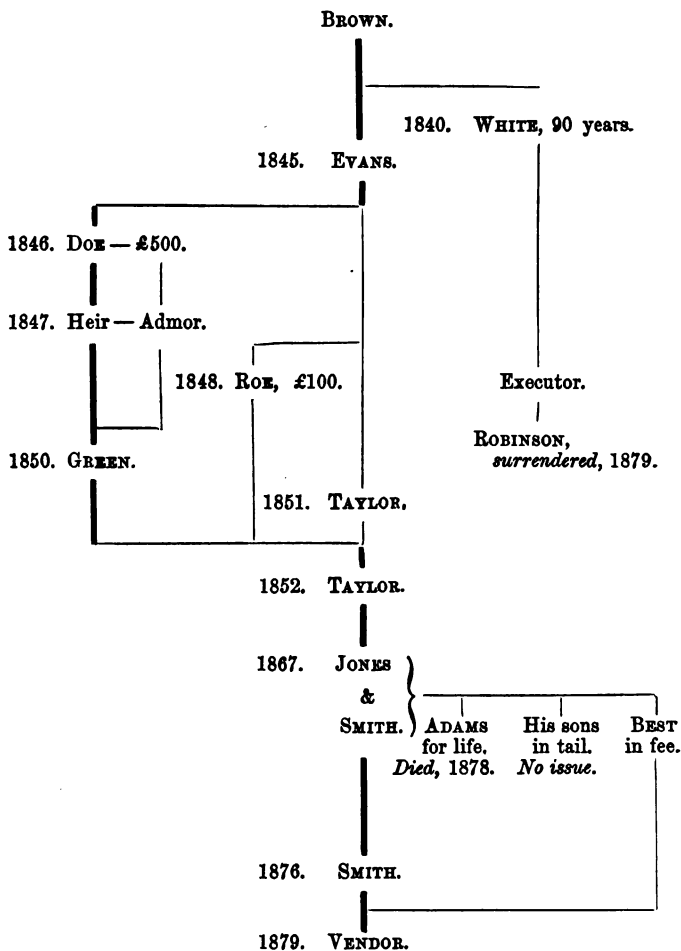 BROWN.
1840. WHITE, 90 years.
1845. EVANS.
1846. DOE — £500.
1847. Heir — Admor.
1848. ROE, £100.
Executor.
ROBINSON,
surrendered, 1879.
1850. GREEN.
1851. TAYLOR.
1852. TAYLOR.
1867. JONES
&
SMITH.
ADAMS
for life.
Died, 1878.
His sons
in tail.
No issue.
BEST
in fee.
1876. SMITH.
1879. VENDOR.